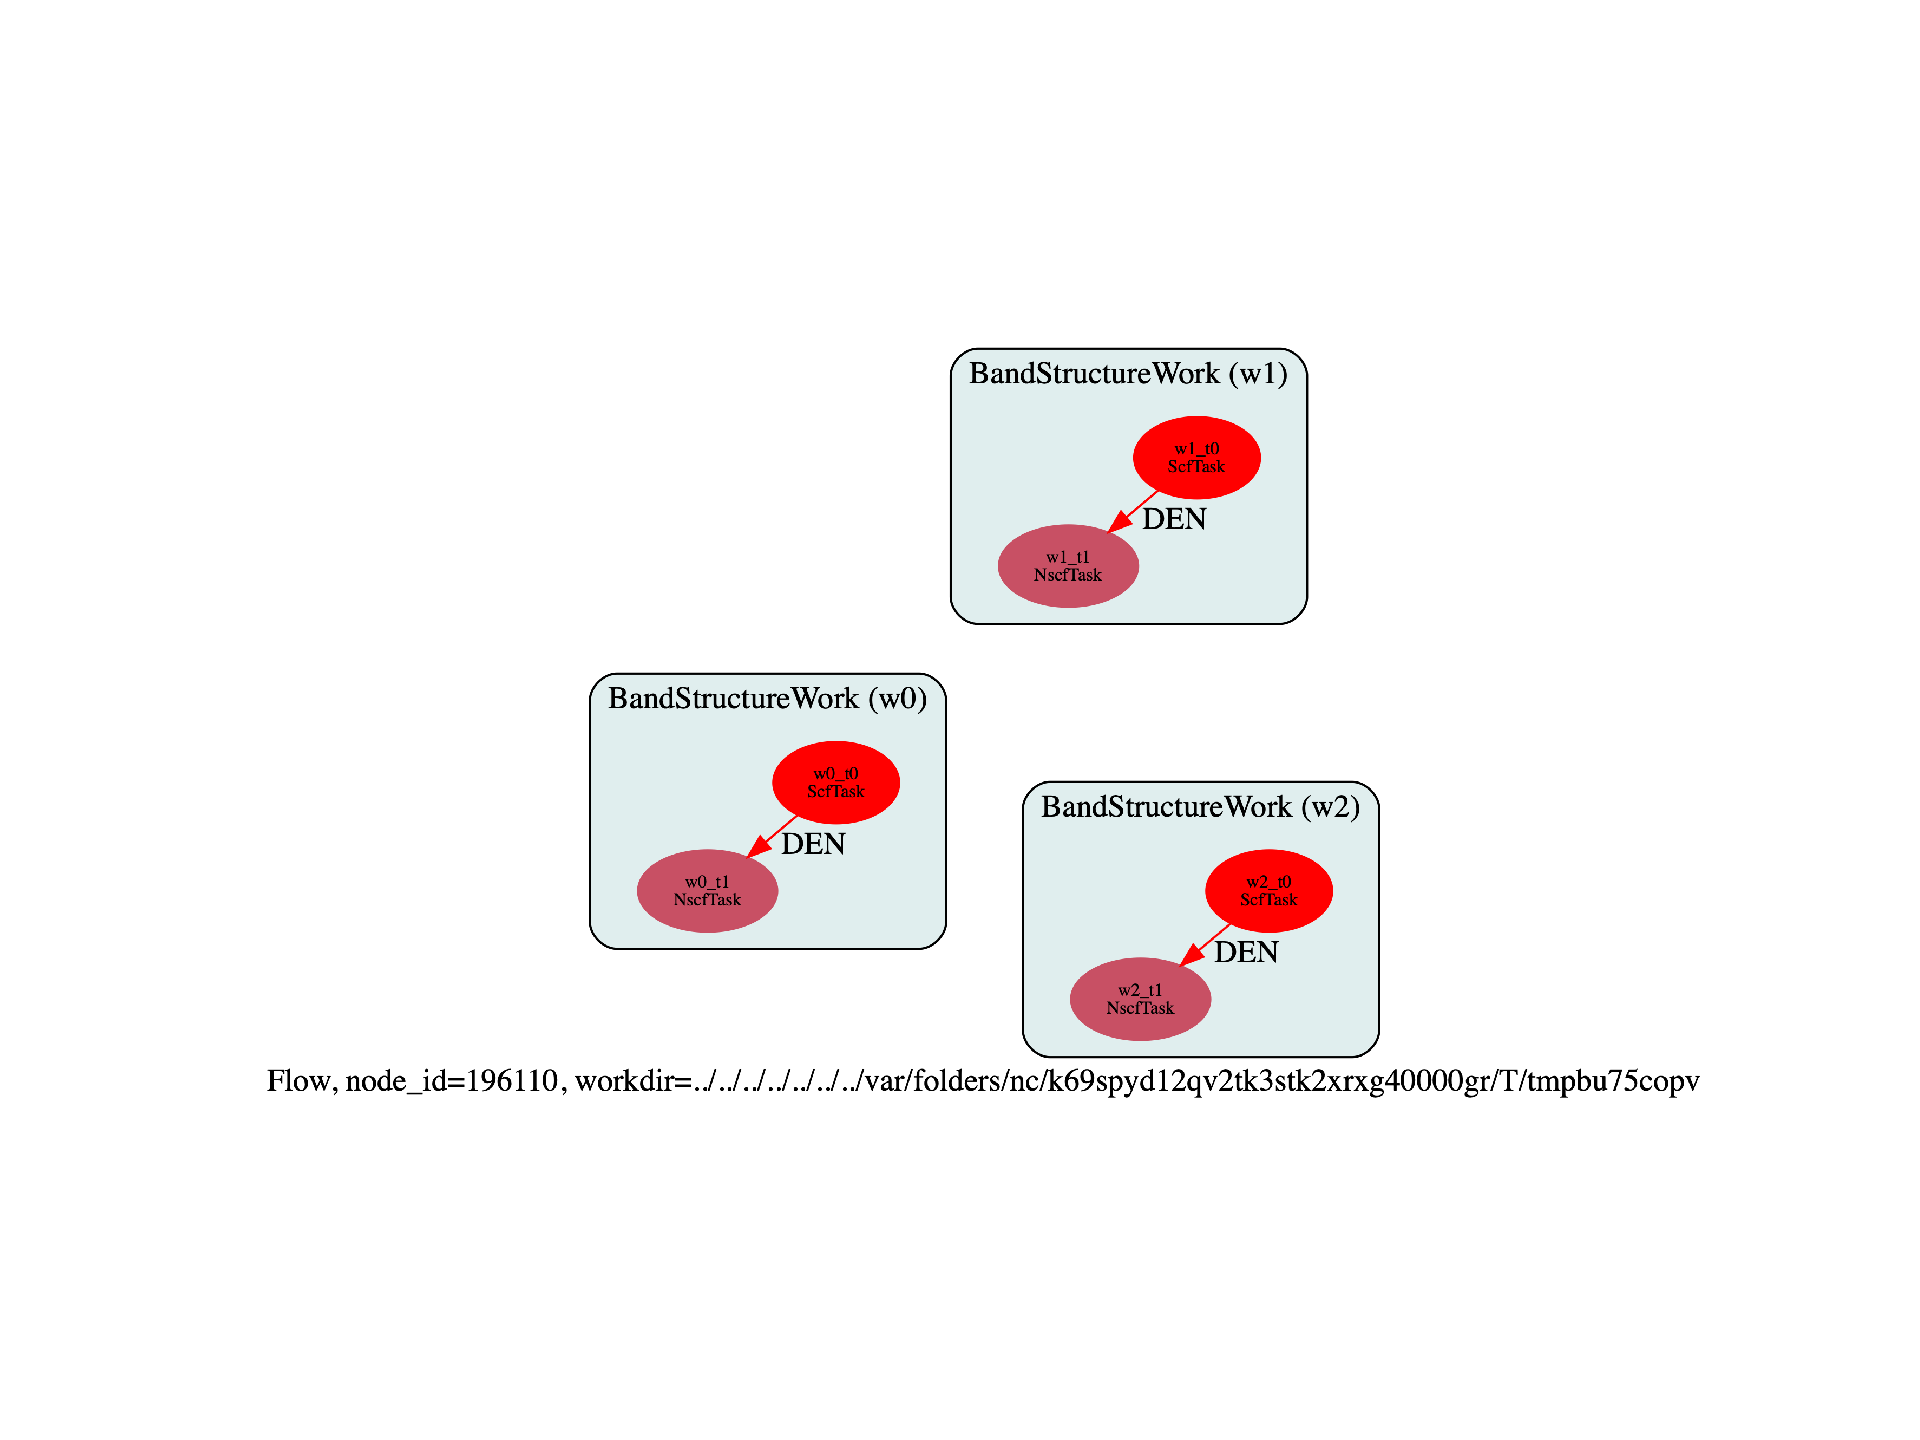 BandStructureWork (w1)
w1_t0
ScfTask
DEN
w1_t1
NscfTask
BandStructureWork (w0)
w0_t0
ScfTask
DEN
w0_t1
NscfTask
BandStructureWork (w2)
w2_t0
ScfTask
DEN
w2_t1
NscfTask
Flow, node_id=196110, workdir=../../../../../../../var/folders/nc/k69spyd12qv2tk3stk2xrxg40000gr/T/tmpbu75copv